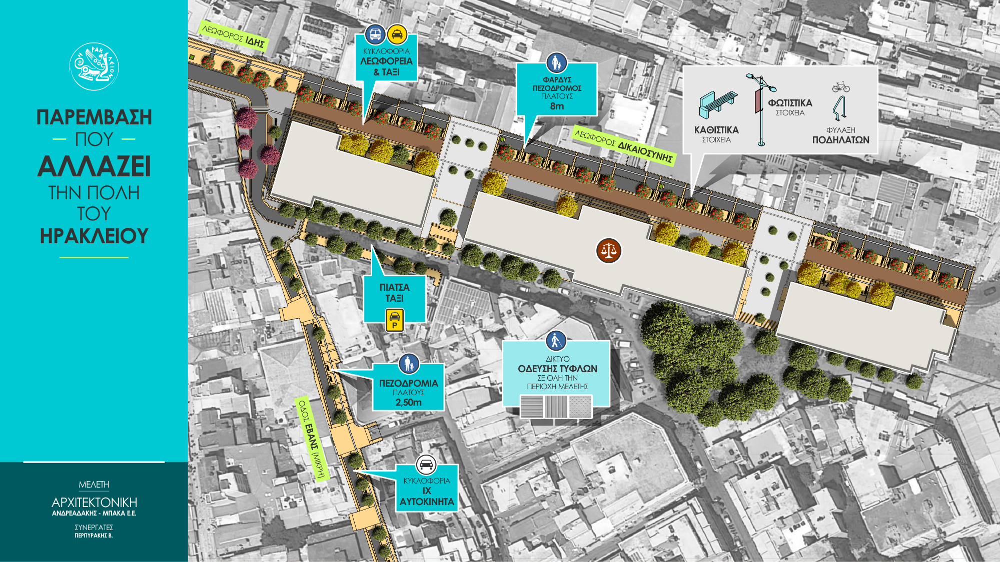 ΗΡΑΚΛΕΙΟΝ
ΠΑΡΕΜΒΑΣΗ
ΠΟΥ
ΑΛΛΑΖΕΙ
ΤΗΝ ΠΟΛΗ
ΤΟΥ
ΗΡΑΚΛΕΙΟΥ
ΜΕΛΕΤΗ
ΑΡΧΙΤΕΚΤΟΝΙΚΗ
ΑΝΔΡΕΑΔΑΚΗΣ - ΜΠΑΚΑ Ε.Ε.
ΣΥΝΕΡΓΑΤΕΣ
ΠΕΡΠΥΡΑΚΗΣ Β.
ΛΕΩΦΟΡΟΣ ΙΔΗΣ
ΚΥΚΛΟΦΟΡΙΑ
ΛΕΩΦΟΡΕΙΑ
& ΤΑΞΙ
ΦΑΡΔΥΣ
ΠΕΖΟΔΡΟΜΟΣ
ΠΛΑΤΟΥΣ
8m
ΛΕΩΦΟΡΟΣ ΔΙΚΑΙΟΣΥΝΗΣ
ΚΑΘΙΣΤΙΚΑ
ΣΤΟΙΧΕΙΑ
ΦΩΤΙΣΤΙΚΑ
ΣΤΟΙΧΕΙΑ
ΦΥΛΑΞΗ
ΠΟΔΗΛΑΤΩΝ
ΠΙΑΤΣΑ
ΤΑΞΙ
P
ΔΙΚΤΥΟ
ΟΔΕΥΣΗΣ ΤΥΦΛΩΝ
ΣΕ ΟΛΗ ΤΗΝ
ΠΕΡΙΟΧΗ ΜΕΛΕΤΗΣ
ΠΕΖΟΔΡΟΜΙΑ
ΠΛΑΤΟΥΣ
2,50m
ΟΔΟΣ ΕΒΑΝΣ (ΜΙΚΡΗ)
ΚΥΚΛΟΦΟΡΙΑ
ΙΧ
ΑΥΤΟΚΙΝΗΤΑ